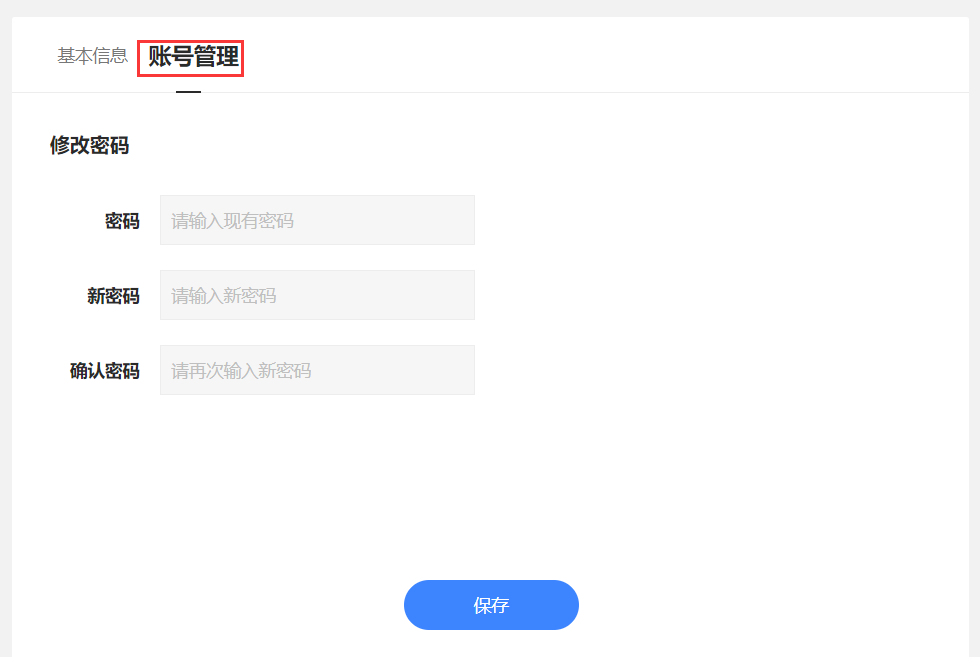 基本信息 账号管理
修改密码
密码 请输入现有密码
新密码 请输入新密码
确认密码 请再次输入新密码
保存